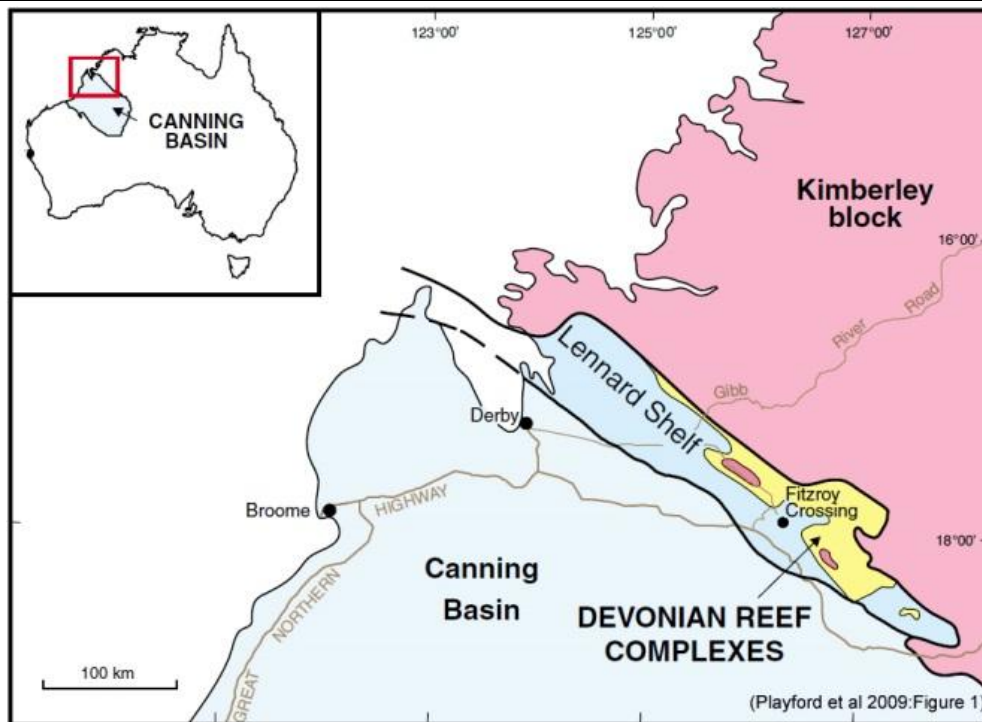 123°00'
125°00'
127°00'
CANNING
BASIN
Kimberley
block
16°00'
Gibb River Road
Lennard Shelf
Derby
Broome
Fitzroy
Crossing
18°00'
GREAT NORTHERN HIGHWAY
Canning
Basin
DEVONIAN REEF
COMPLEXES
100 km
(Playford et al 2009:Figure 1)